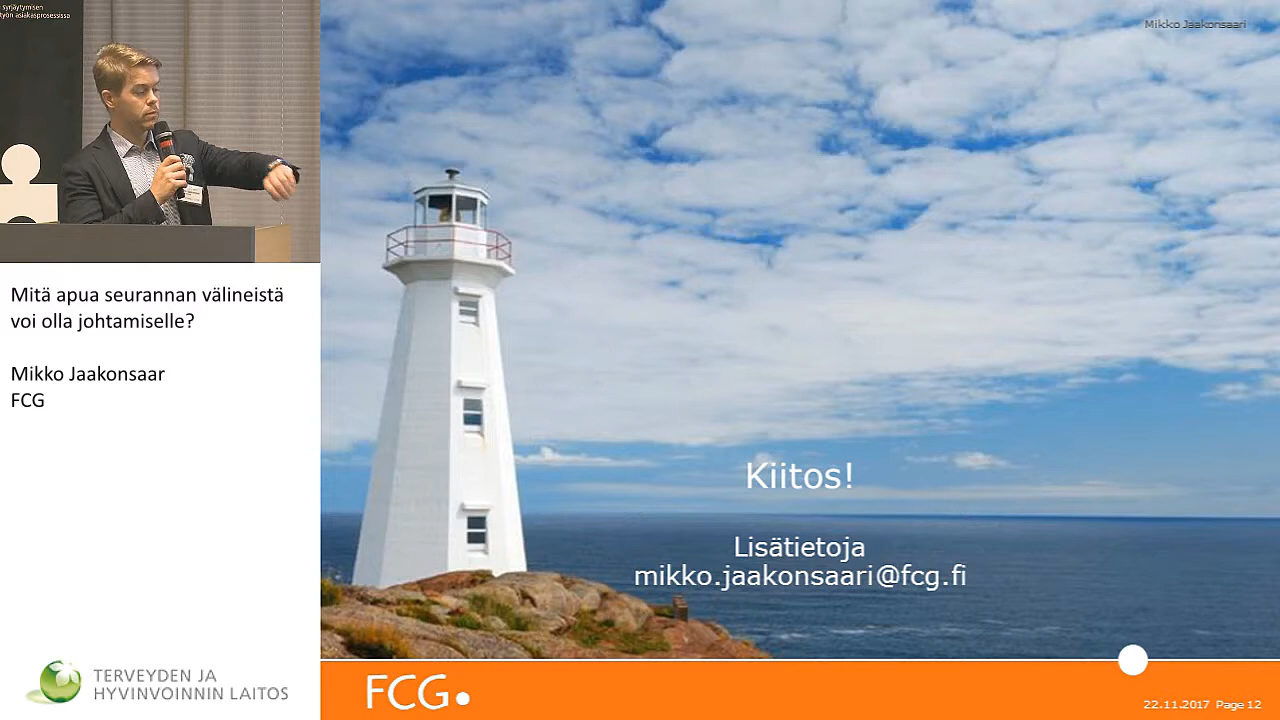 syrjäytymisen
työn asiakasprosessissa
Mitä apua seurannan välineistä
voi olla johtamiselle?
Mikko Jaakonsaar
FCG
TERVEYDEN JA
HYVINVOINNIN LAITOS
Mikko Jaakonsaari
Kiitos!
Lisätietoja
mikko.jaakonsaari@fcg.fi
FCG
22.11.2017 Page 12